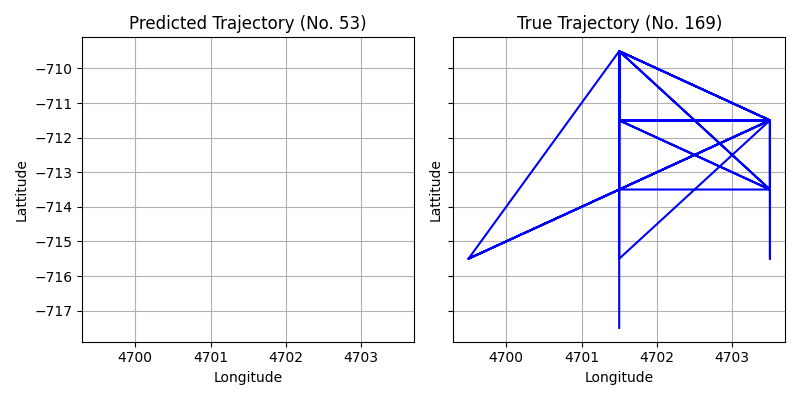 Predicted Trajectory (No. 53)
True Trajectory (No. 169)
Lattitude
−710
−711
−712
−713
−714
−715
−716
−717
4700 4701 4702 4703
Longitude
Lattitude
4700 4701 4702 4703
Longitude